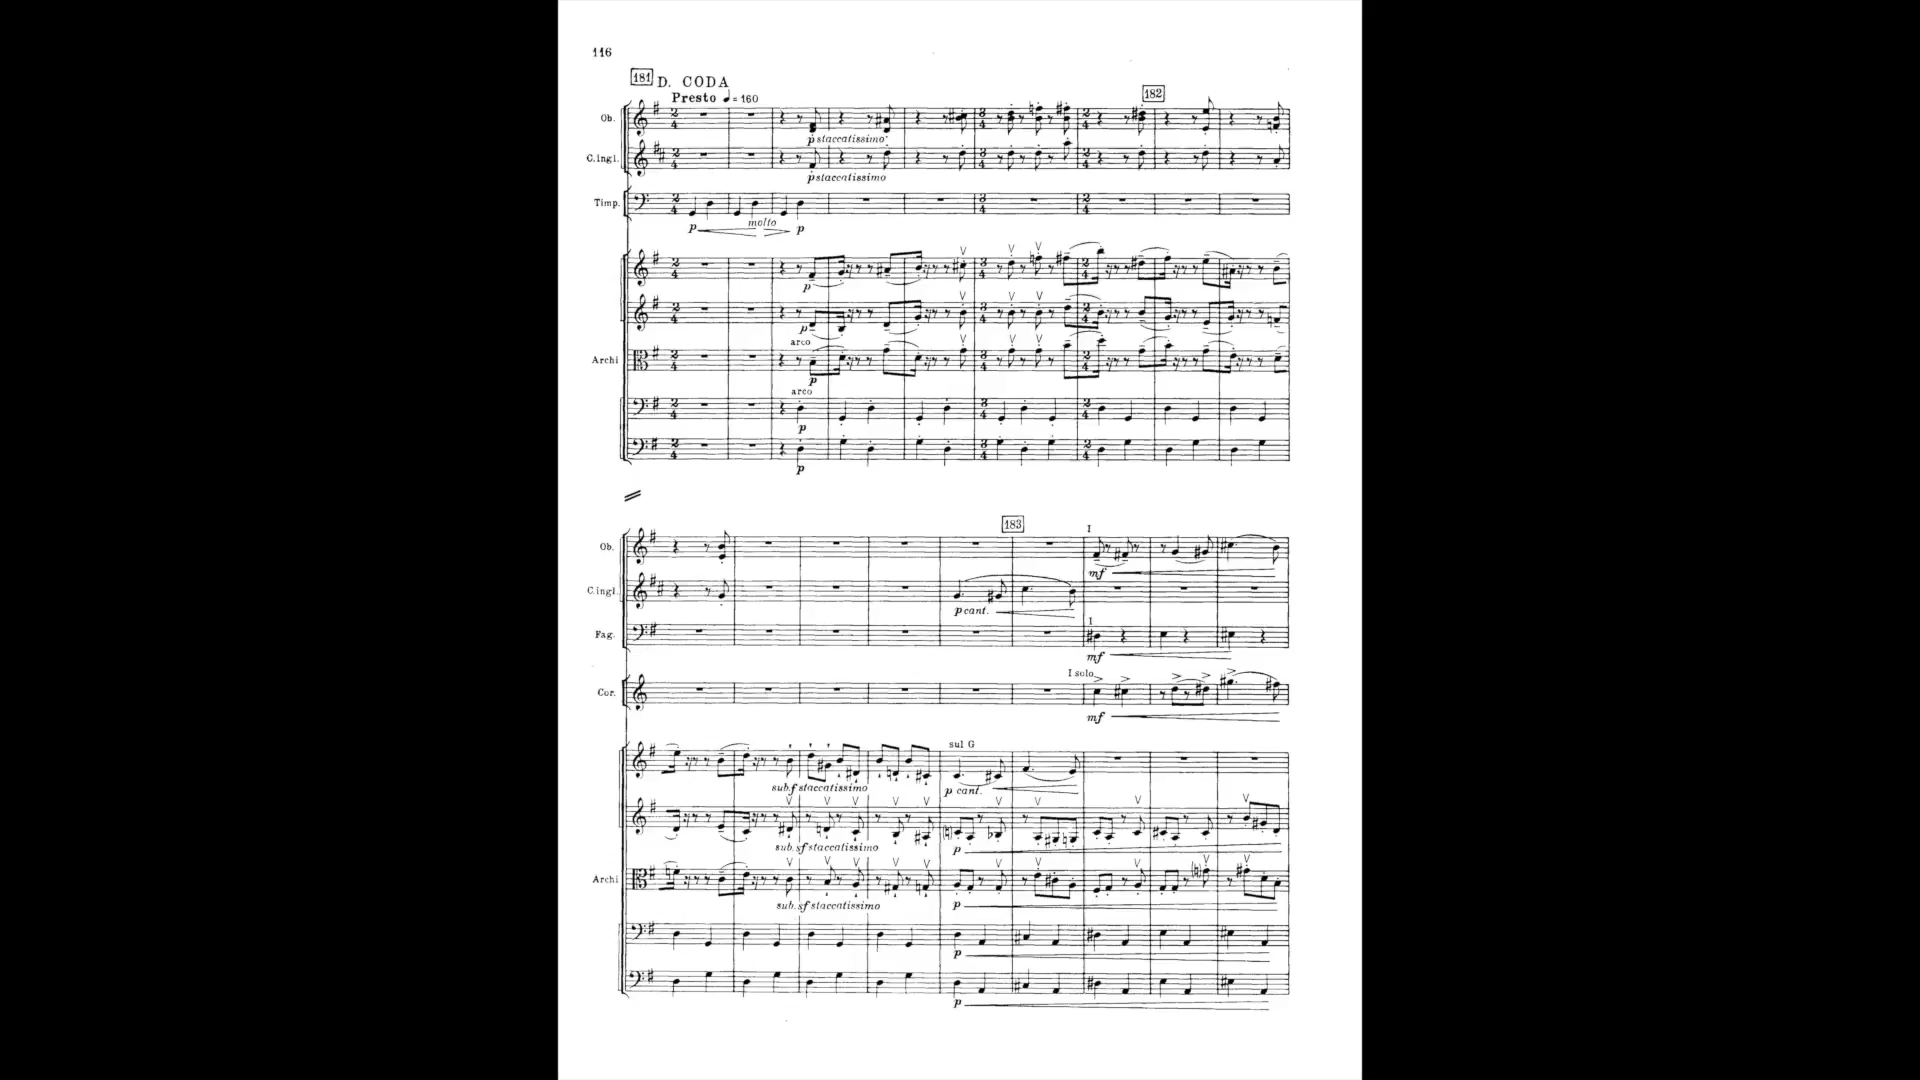 116
181 D. CODA
Presto ♩=160
182
Ob.
p staccatissimo
C.ingl.
p staccatissimo
Timp.
molto
p p
p
p
arco
Archi
p
arco
p
p
183
Ob.
I
mf
C.ingl.
p cant.
Fag.
I
mf
I solo
Cor.
mf
sul G
sub.f staccatissimo p cant.
sub.sf staccatissimo p
Archi
sub.sf staccatissimo p
p
p